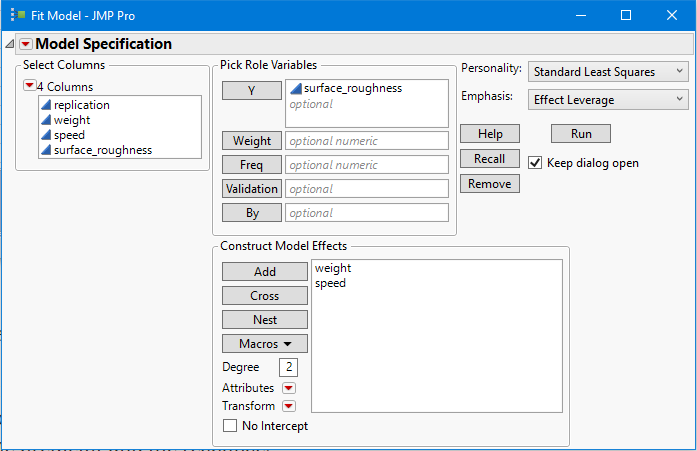 Fit Model - JMP Pro
Model Specification
Select Columns
4 Columns
replication
weight
speed
surface_roughness
Pick Role Variables
Y
surface_roughness
optional
Weight
optional numeric
Freq
optional numeric
Validation
optional
By
optional
Personality:
Standard Least Squares
Emphasis:
Effect Leverage
Help
Run
Recall
Keep dialog open
Remove
Construct Model Effects
Add
Cross
Nest
Macros
Degree
2
Attributes
Transform
No Intercept
weight
speed